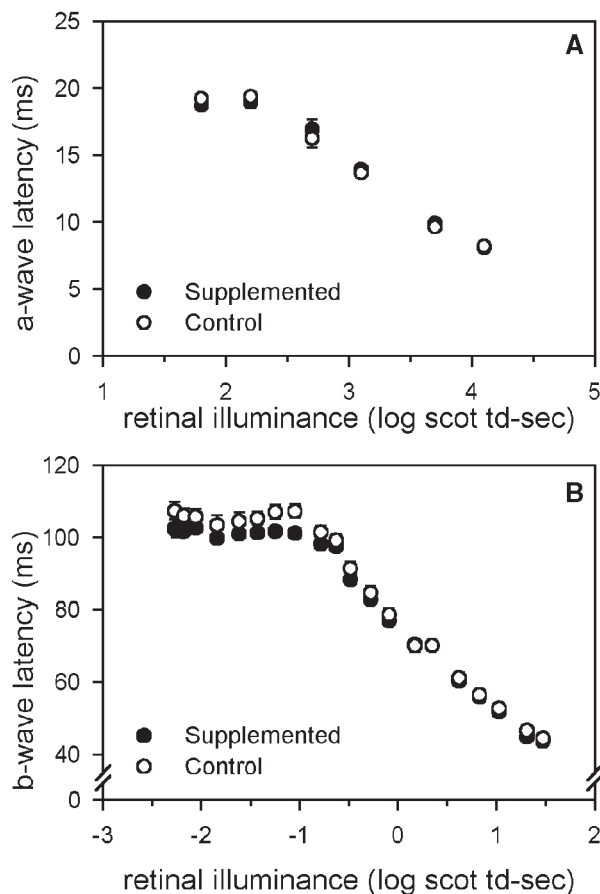 25
20
15
10
5
0
a-wave latency (ms)
A
Supplemented
Control
1 2 3 4 5
retinal illuminance (log scot td-sec)
120
100
80
60
40
0
b-wave latency (ms)
B
Supplemented
Control
-3 -2 -1 0 1 2
retinal illuminance (log scot td-sec)